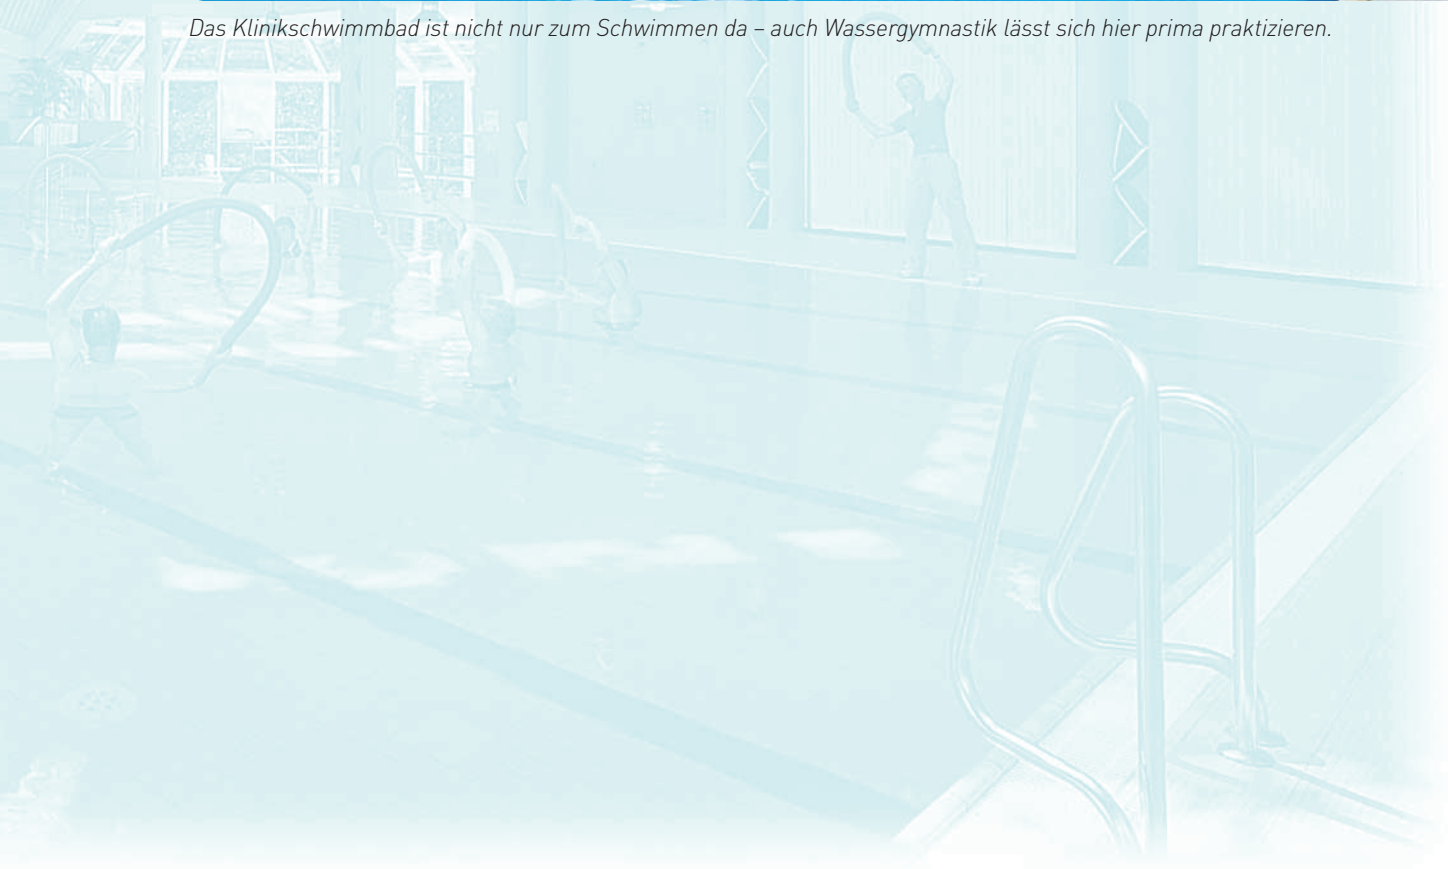 Das Klinikschwimmbad ist nicht nur zum Schwimmen da – auch Wassergymnastik lässt sich hier prima praktizieren.